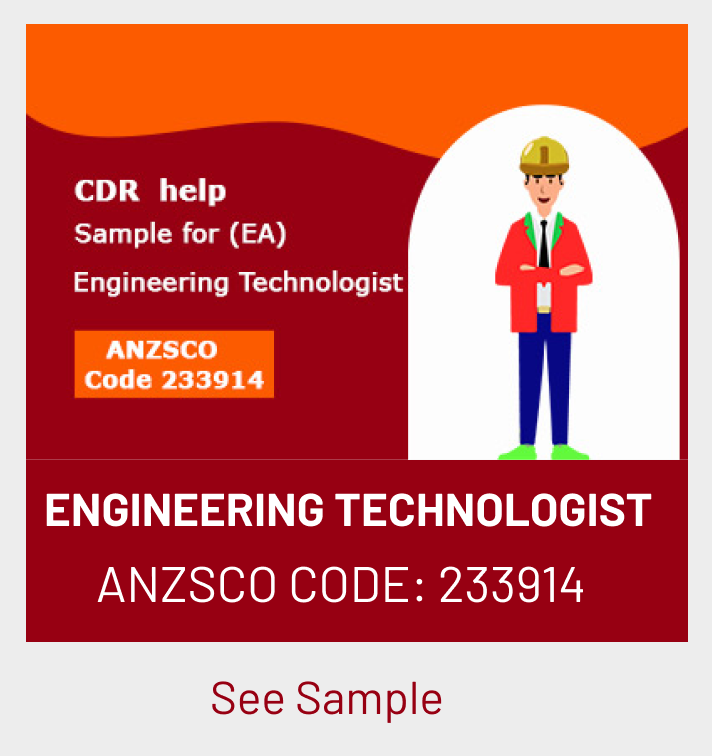 CDR help
Sample for (EA)
Engineering Technologist
ANZSCO
Code 233914
ENGINEERING TECHNOLOGIST
ANZSCO CODE: 233914
See Sample